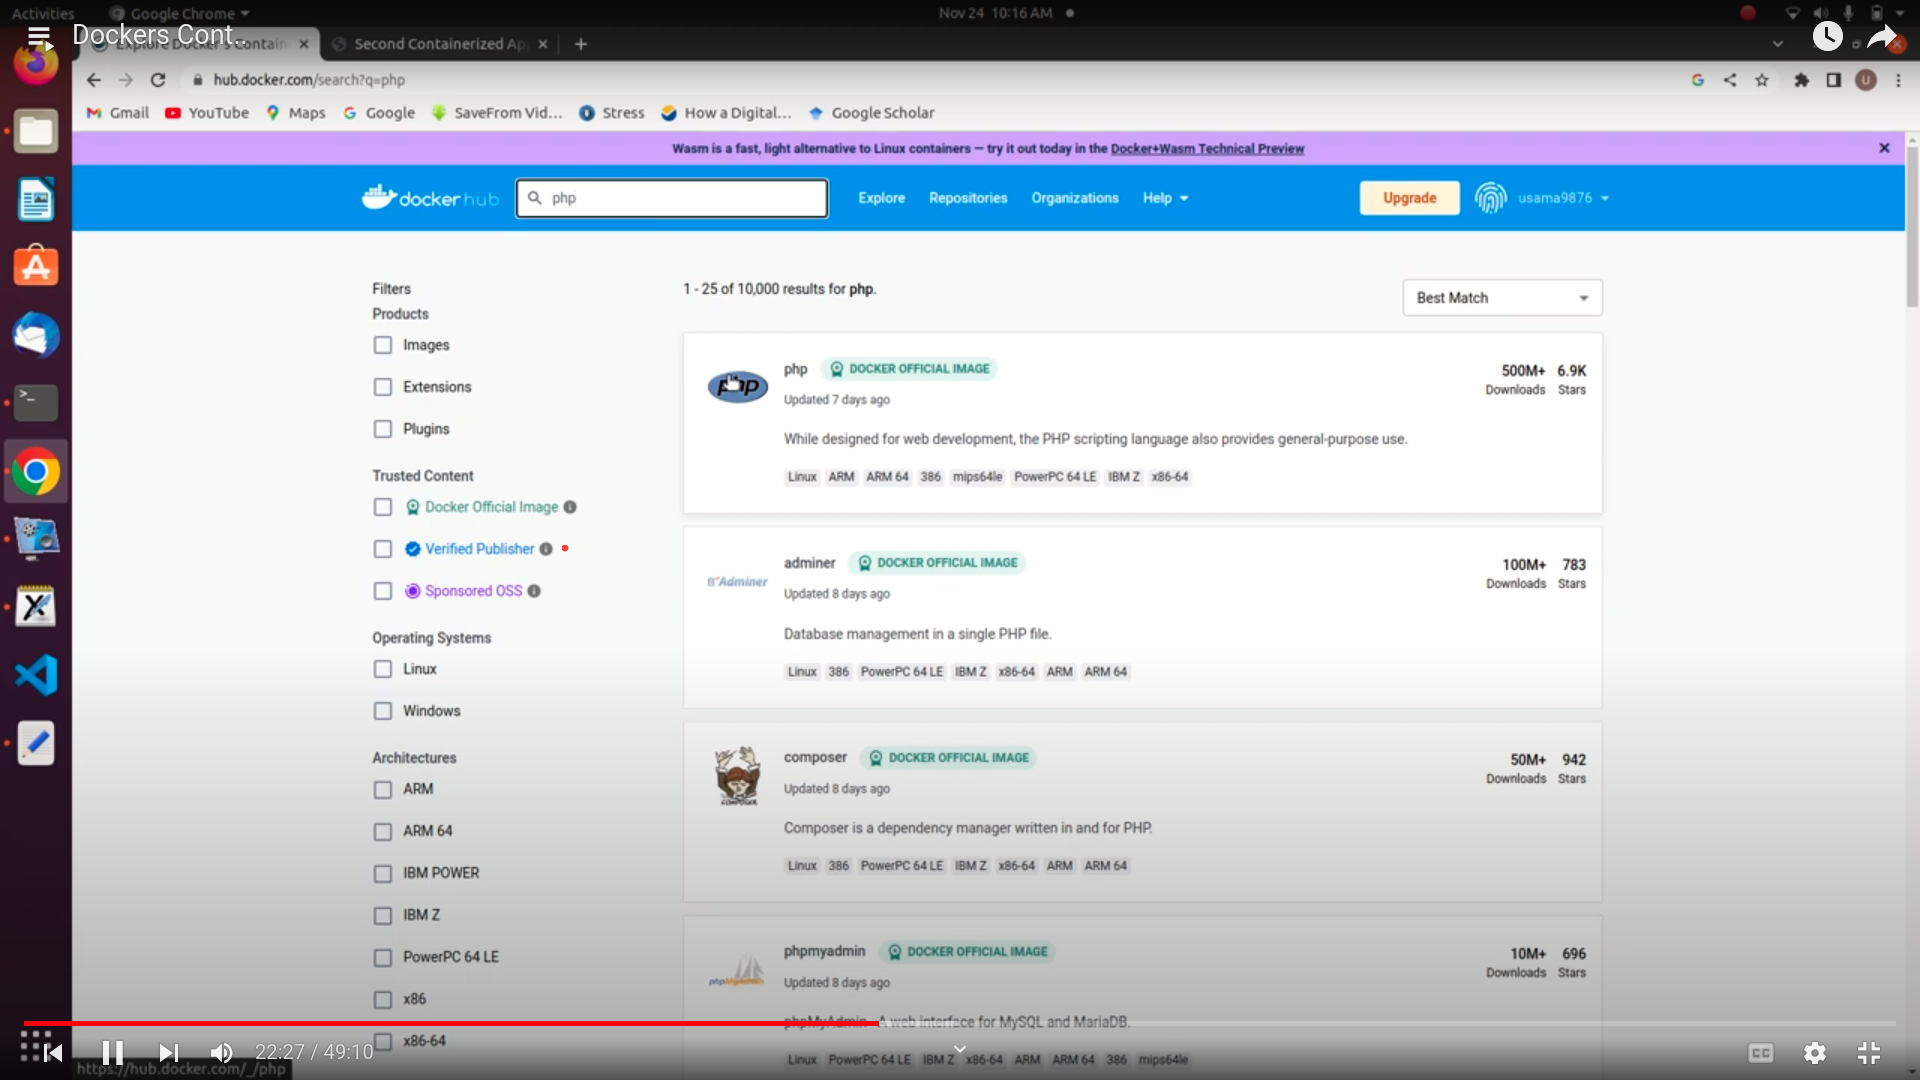 Activities
Google Chrome
Nov 24 10:16 AM
Dockers Cont...
Explore Docker's Contain
Second Containerized Ap
hub.docker.com/search?q=php
Gmail
YouTube
Maps
Google
SaveFrom Vid...
Stress
How a Digital...
Google Scholar
Wasm is a fast, light alternative to Linux containers — try it out today in the Docker+Wasm Technical Preview
docker hub
php
Explore
Repositories
Organizations
Help
Upgrade
usama9876
Filters
Products
Images
Extensions
Plugins
Trusted Content
Docker Official Image
Verified Publisher
Sponsored OSS
Operating Systems
Linux
Windows
Architectures
ARM
ARM 64
IBM POWER
IBM Z
PowerPC 64 LE
x86
x86-64
1 - 25 of 10,000 results for php.
Best Match
php
php DOCKER OFFICIAL IMAGE
Updated 7 days ago
500M+ 6.9K
Downloads Stars
While designed for web development, the PHP scripting language also provides general-purpose use.
Linux ARM ARM 64 386 mips64le PowerPC 64 LE IBM Z x86-64
Adminer
adminer DOCKER OFFICIAL IMAGE
Updated 8 days ago
100M+ 783
Downloads Stars
Database management in a single PHP file.
Linux 386 PowerPC 64 LE IBM Z x86-64 ARM ARM 64
COMPOSER
composer DOCKER OFFICIAL IMAGE
Updated 8 days ago
50M+ 942
Downloads Stars
Composer is a dependency manager written in and for PHP.
Linux 386 PowerPC 64 LE IBM Z x86-64 ARM ARM 64
phpMyAdmin
phpmyadmin DOCKER OFFICIAL IMAGE
Updated 8 days ago
10M+ 696
Downloads Stars
phpMyAdmin - A web interface for MySQL and MariaDB.
Linux PowerPC 64 LE IBM Z x86-64 ARM ARM 64 386 mips64le
22:27 / 49:10
CC
https://hub.docker.com/_/php